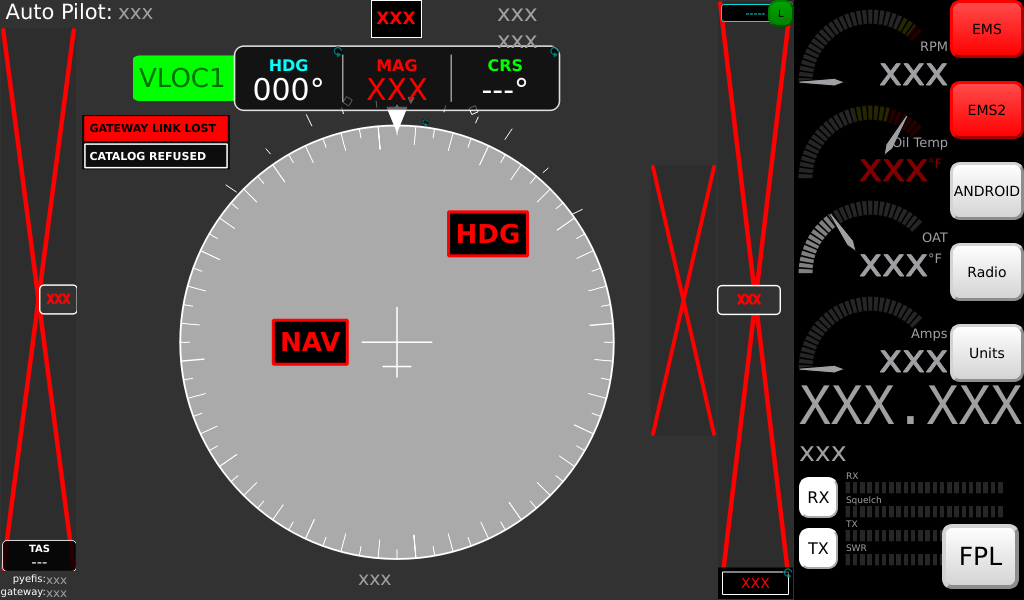 Auto Pilot: XXX
XXX
XXX
XXX
VLOC1
HDG
000°
MAG
XXX
CRS
---°
GATEWAY LINK LOST
CATALOG REFUSED
HDG
NAV
XXX
TAS
---
pyefis:XXX
gateway:XXX
XXX
-----
L
XXX
XXX
RPM
XXX
Oil Temp
XXX°F
OAT
XXX°F
Amps
XXX
XXX.XXX
XXX
EMS
EMS2
ANDROID
Radio
Units
RX
TX
RX
Squelch
TX
SWR
FPL